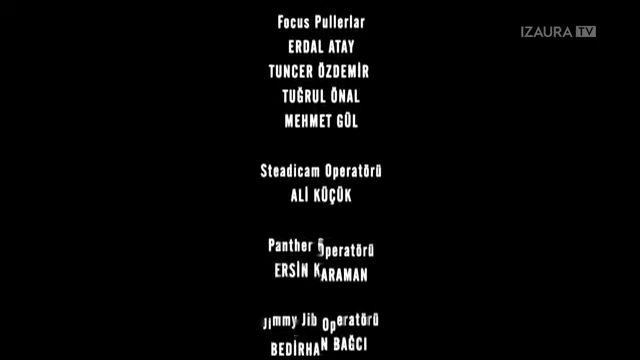 IZAURA TV
Focus Pullerlar
ERDAL ATAY
TUNCER ÖZDEMİR
TUĞRUL ÖNAL
MEHMET GÜL
Steadicam Operatörü
ALİ KÜÇÜK
Panther Operatörü
ERSİN KARAMAN
Jimmy Jib Operatörü
BEDİRHAN BAĞCI